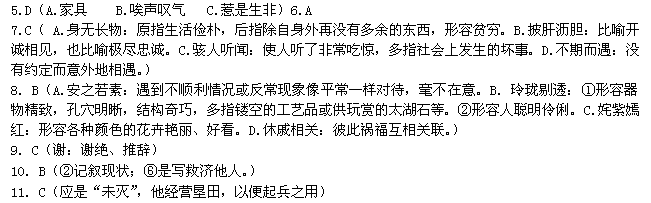 5.D（A.家具    B.唉声叹气    C.惹是生非）6.A
7.C（ A.身无长物：原指生活俭朴，后指除自身外再没有多余的东西，形容贫穷。B.披肝沥胆：比喻开
诚相见，也比喻极尽忠诚。C.骇人听闻：使人听了非常吃惊，多指社会上发生的坏事。D.不期而遇：没
有约定而意外地相遇。）
8. B（A.安之若素：遇到不顺利情况或反常现象像平常一样对待，毫不在意。B. 玲珑剔透：①形容器
物精致，孔穴明晰，结构奇巧，多指镂空的工艺品或供玩赏的太湖石等。②形容人聪明伶俐。C.姹紫嫣
红：形容各种颜色的花卉艳丽、好看。D.休戚相关：彼此祸福互相关联。）
9. C（谢：谢绝、推辞）
10. B（②记叙现状；⑥是写救济他人。）
11. C（应是“未灭”，他经营垦田，以便起兵之用）